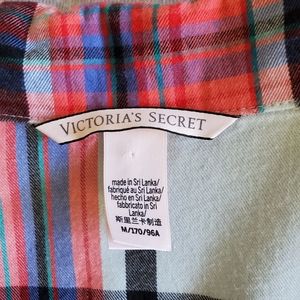 VICTORIA'S SECRET
made in Sri Lanka/
fabriqué au Sri Lanka/
hecho en Sri Lanka/
fabbricato in Sri
Lanka/
斯里兰卡制造
M/170/96A